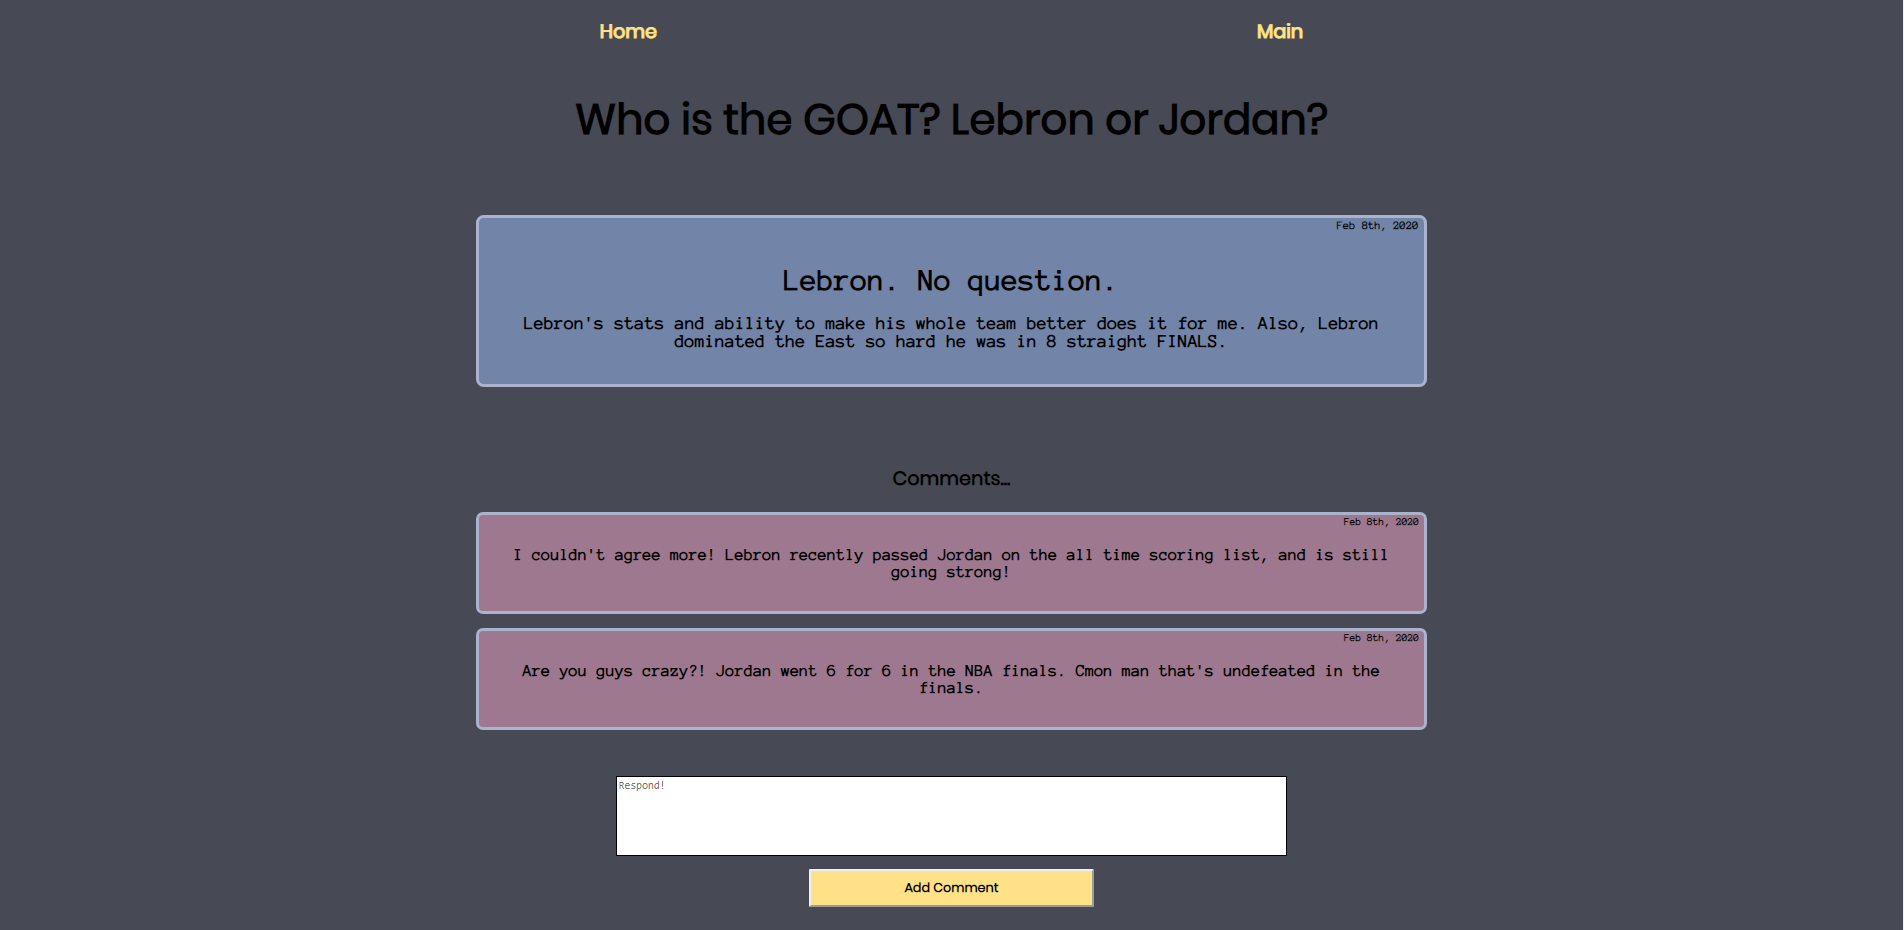 Home Main
Who is the GOAT? Lebron or Jordan?
Feb 8th, 2020
Lebron. No question.
Lebron's stats and ability to make his whole team better does it for me. Also, Lebron
dominated the East so hard he was in 8 straight FINALS.
Comments...
Feb 8th, 2020
I couldn't agree more! Lebron recently passed Jordan on the all time scoring list, and is still
going strong!
Feb 8th, 2020
Are you guys crazy?! Jordan went 6 for 6 in the NBA finals. Cmon man that's undefeated in the
finals.
Respond!
Add Comment